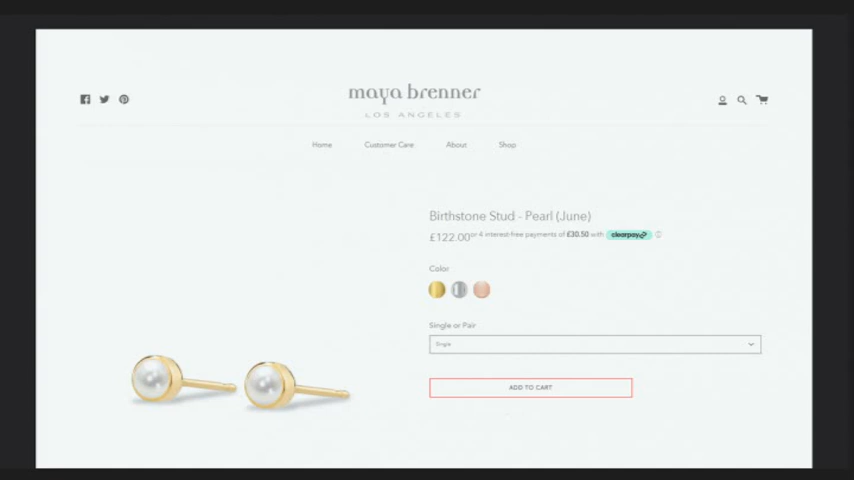 maya brenner
LOS ANGELES
Home Customer Care About Shop
Birthstone Stud - Pearl (June)
£122.00 or 4 interest-free payments of £30.50 with clearpay
Color
Single or Pair
Single
ADD TO CART